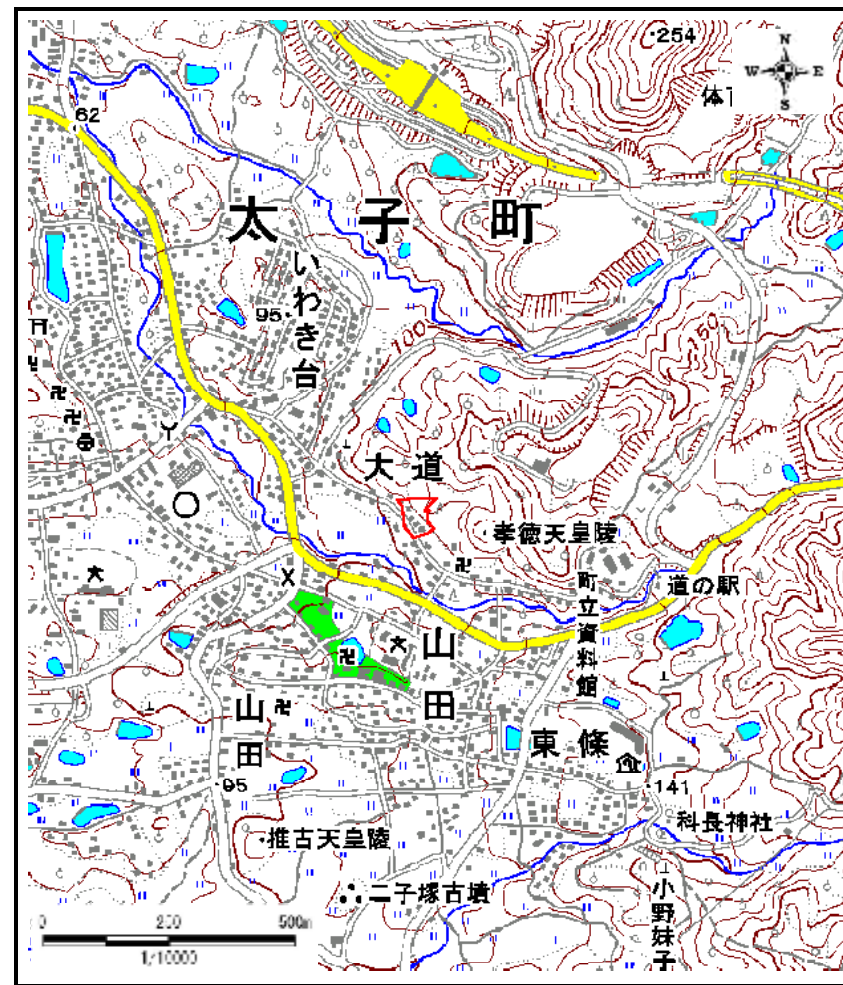 254
N
W E
S
体
62
太子町
いわき台
95
100
150
大道
孝徳天皇陵
道の駅
町立資料館
山田
山田
東條
95
141
科長神社
推古天皇陵
二子塚古墳
小野妹子
0 250 500m
1/10000